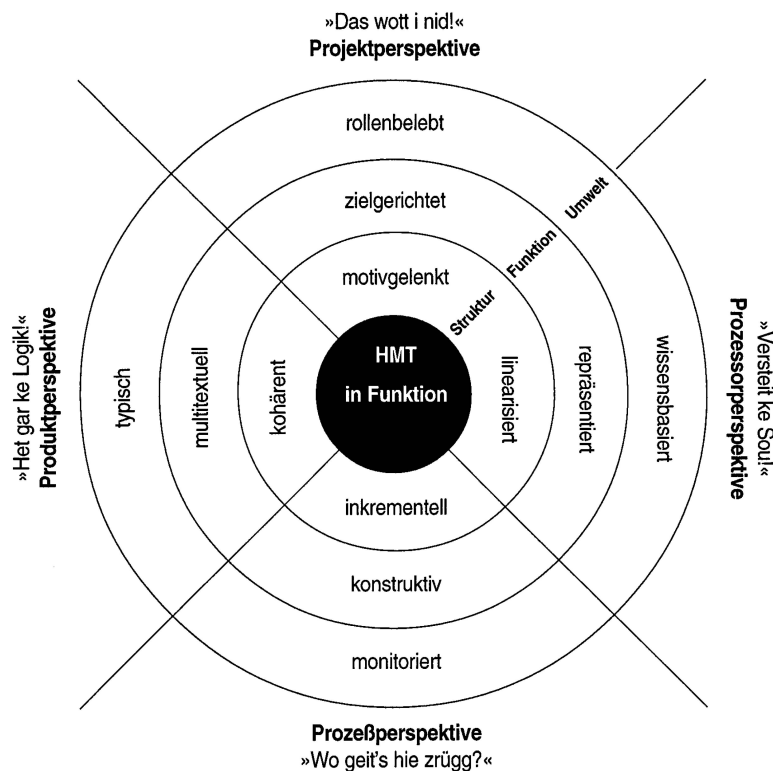 »Das wott i nid!«
Projektperspektive
rollenbelebt
zielgerichtet
motivgelenkt
Struktur
Funktion
Umwelt
»Het gar ke Logik!«
Produktperspektive
typisch
multitextuell
kohärent
HMT
in Funktion
linearisiert
repräsentiert
wissensbasiert
»Versteit ke Sou!«
Prozessorperspektive
inkrementell
konstruktiv
monitoriert
Prozeßperspektive
»Wo geit's hie zrügg?«